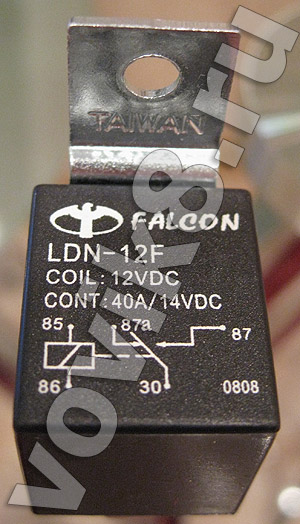 TAIWAN
FALCON
LDN-12F
COIL: 12VDC
CONT: 40A/14VDC
85 87a 87
86 30 0808
vovik8.ru